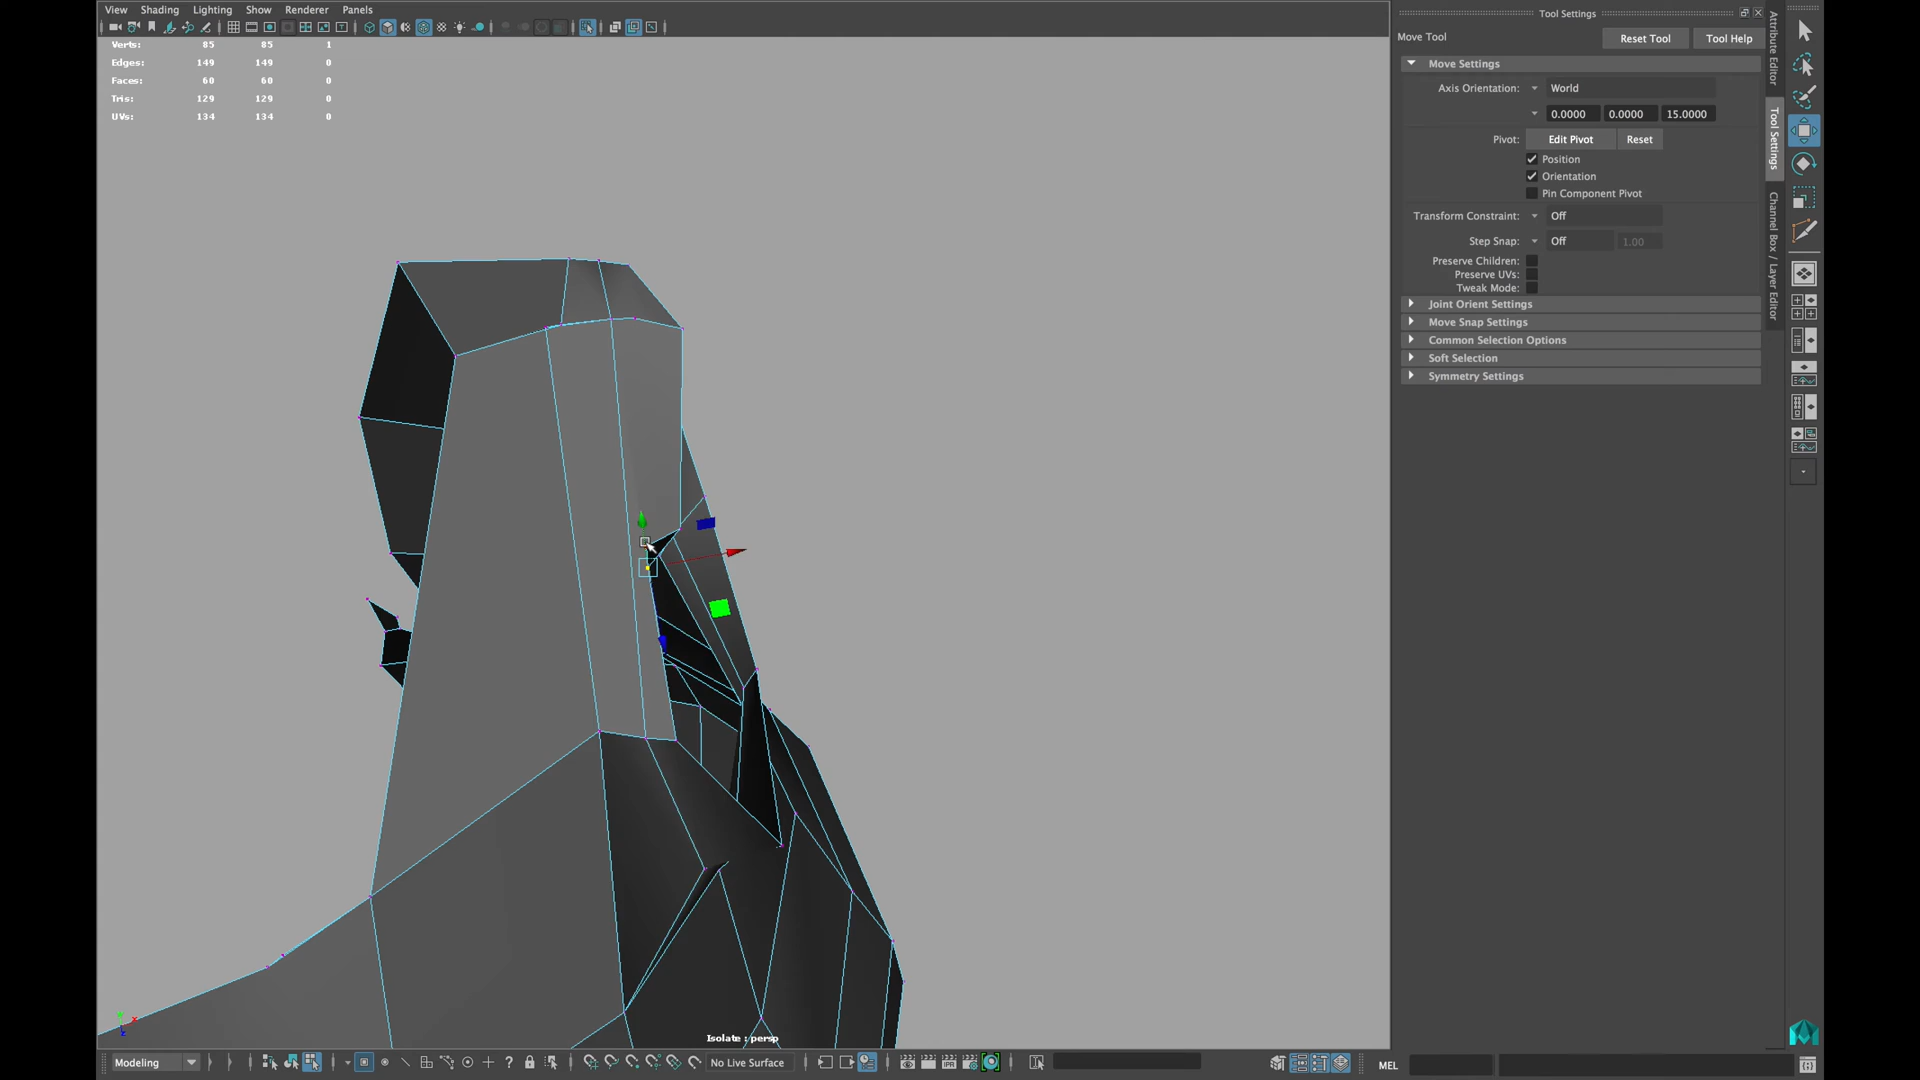 View Shading Lighting Show Renderer Panels
Tool Settings
Move Tool Reset Tool Tool Help
Verts: 85 85 1
Edges: 149 149 0
Faces: 60 60 0
Tris: 129 129 0
UVs: 134 134 0
Move Settings
Axis Orientation: World
0.0000 0.0000 15.0000
Pivot: Edit Pivot Reset
Position
Orientation
Pin Component Pivot
Transform Constraint: Off
Step Snap: Off 1.00
Preserve Children:
Preserve UVs:
Tweak Mode:
Joint Orient Settings
Move Snap Settings
Common Selection Options
Soft Selection
Symmetry Settings
Attribute Editor
Tool Settings
Channel Box / Layer Editor
Isolate : persp
Modeling No Live Surface MEL